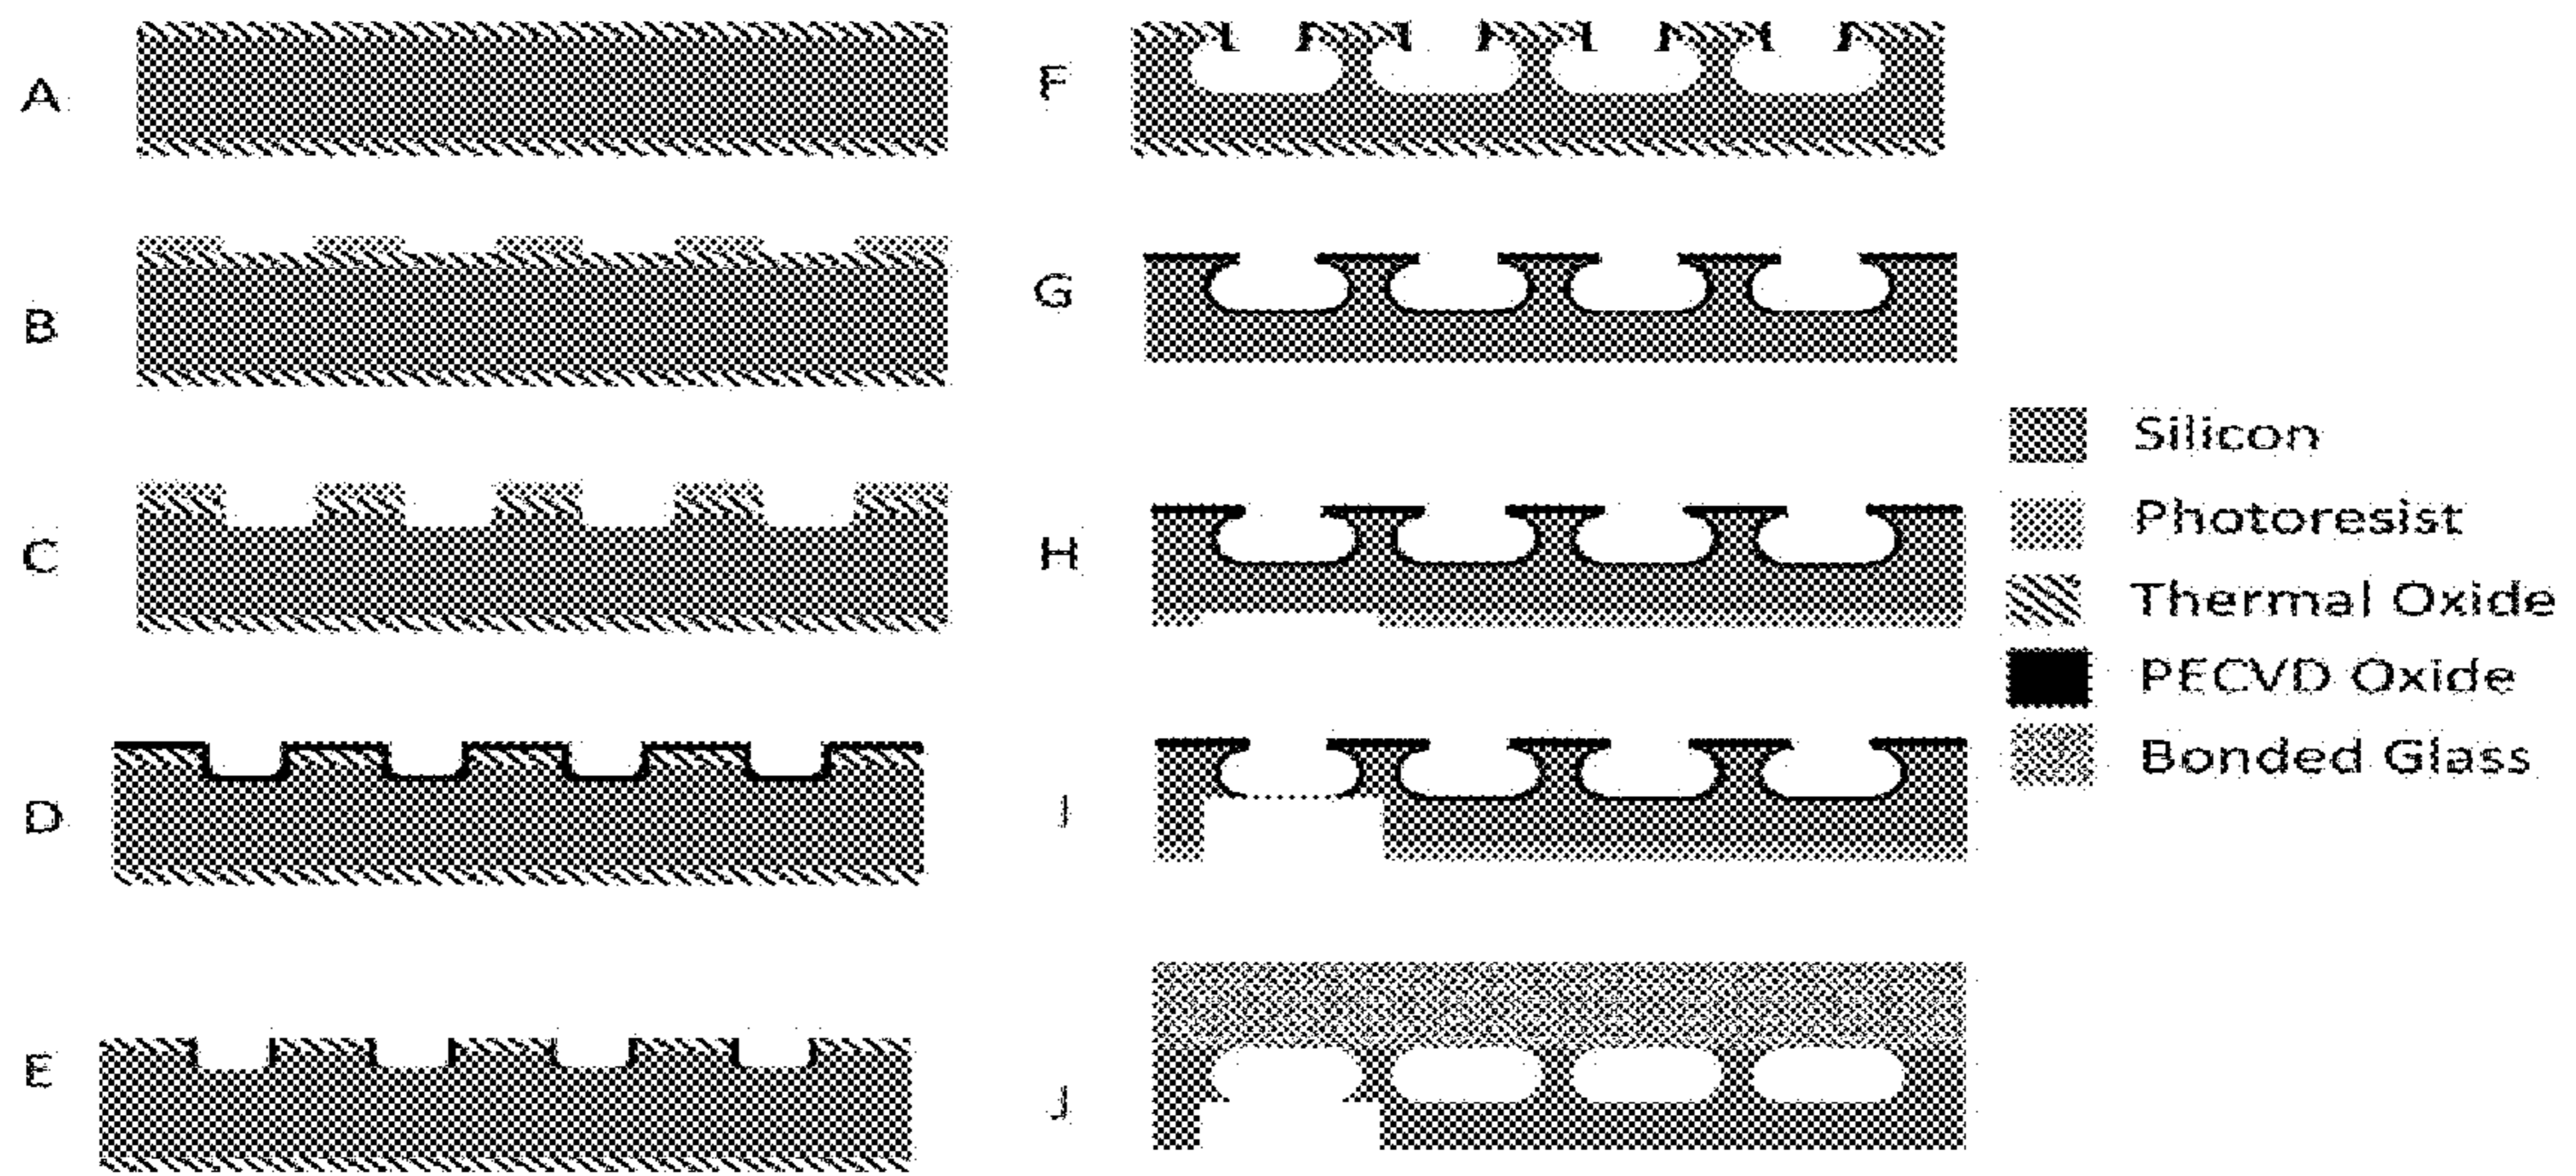 A
B
C
D
E
F
G
H
I
J
Silicon
Photoresist
Thermal Oxide
PECVD Oxide
Bonded Glass